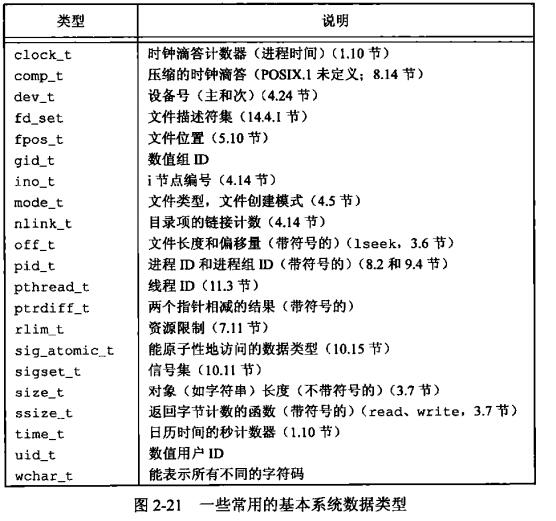 类型 说明
clock_t 时钟滴答计数器（进程时间）（1.10 节）
comp_t 压缩的时钟滴答（POSIX.1 未定义；8.14 节）
dev_t 设备号（主和次）（4.24 节）
fd_set 文件描述符集（14.4.1 节）
fpos_t 文件位置（5.10 节）
gid_t 数值组 ID
ino_t i 节点编号（4.14 节）
mode_t 文件类型，文件创建模式（4.5 节）
nlink_t 目录项的链接计数（4.14 节）
off_t 文件长度和偏移量（带符号的）（lseek，3.6 节）
pid_t 进程 ID 和进程组 ID（带符号的）（8.2 和 9.4 节）
pthread_t 线程 ID（11.3 节）
ptrdiff_t 两个指针相减的结果（带符号的）
rlim_t 资源限制（7.11 节）
sig_atomic_t 能原子性地访问的数据类型（10.15 节）
sigset_t 信号集（10.11 节）
size_t 对象（如字符串）长度（不带符号的）（3.7 节）
ssize_t 返回字节计数的函数（带符号的）（read、write，3.7 节）
time_t 日历时间的秒计数器（1.10 节）
uid_t 数值用户 ID
wchar_t 能表示所有不同的字符码
图 2-21 一些常用的基本系统数据类型